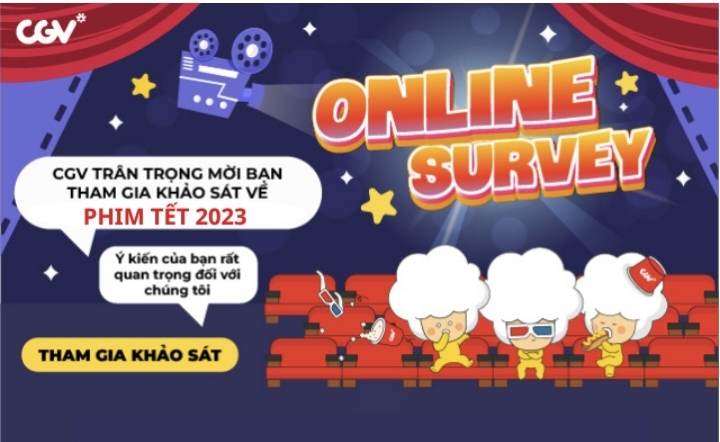 CGV
ONLINE
SURVEY
CGV TRÂN TRỌNG MỜI BẠN
THAM GIA KHẢO SÁT VỀ
PHIM TẾT 2023
Ý kiến của bạn rất
quan trọng đối với
chúng tôi
THAM GIA KHẢO SÁT
CGV